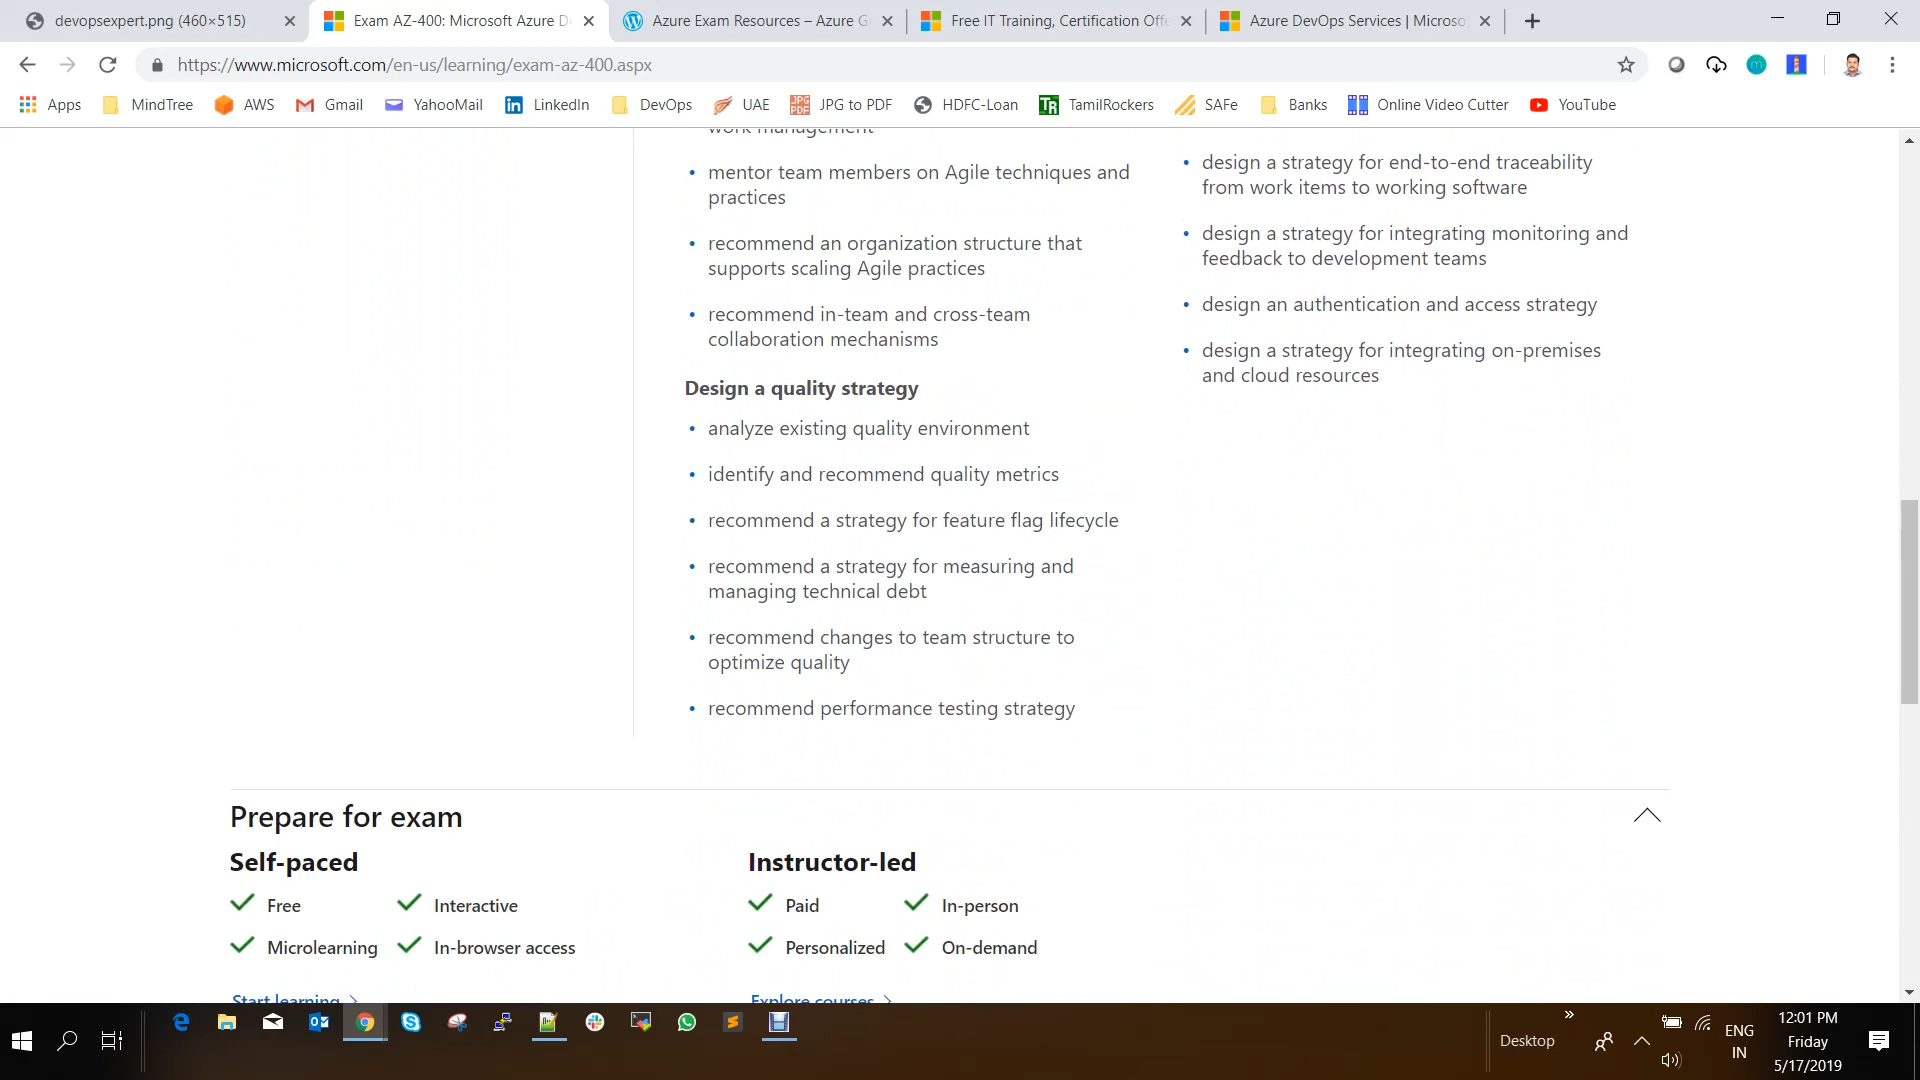 devopsexpert.png (460×515)
Exam AZ-400: Microsoft Azure D
Azure Exam Resources – Azure G
Free IT Training, Certification Offe
Azure DevOps Services | Microso
https://www.microsoft.com/en-us/learning/exam-az-400.aspx
Apps
MindTree
AWS
Gmail
YahooMail
LinkedIn
DevOps
UAE
JPG to PDF
HDFC-Loan
TamilRockers
SAFe
Banks
Online Video Cutter
YouTube
work management
• mentor team members on Agile techniques and
practices
• recommend an organization structure that
supports scaling Agile practices
• recommend in-team and cross-team
collaboration mechanisms
Design a quality strategy
• analyze existing quality environment
• identify and recommend quality metrics
• recommend a strategy for feature flag lifecycle
• recommend a strategy for measuring and
managing technical debt
• recommend changes to team structure to
optimize quality
• recommend performance testing strategy
• design a strategy for end-to-end traceability
from work items to working software
• design a strategy for integrating monitoring and
feedback to development teams
• design an authentication and access strategy
• design a strategy for integrating on-premises
and cloud resources
Prepare for exam
Self-paced
Free
Interactive
Microlearning
In-browser access
Start learning
Instructor-led
Paid
In-person
Personalized
On-demand
Explore courses
Desktop
ENG
IN
12:01 PM
Friday
5/17/2019